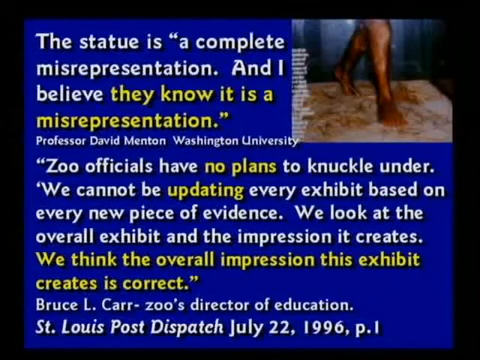 The statue is “a complete
misrepresentation. And I
believe they know it is a
misrepresentation.”
Professor David Menton Washington University
“Zoo officials have no plans to knuckle under.
‘We cannot be updating every exhibit based on
every new piece of evidence. We look at the
overall exhibit and the impression it creates.
We think the overall impression this exhibit
creates is correct.”
Bruce L. Carr- zoo’s director of education.
St. Louis Post Dispatch July 22, 1996, p.1